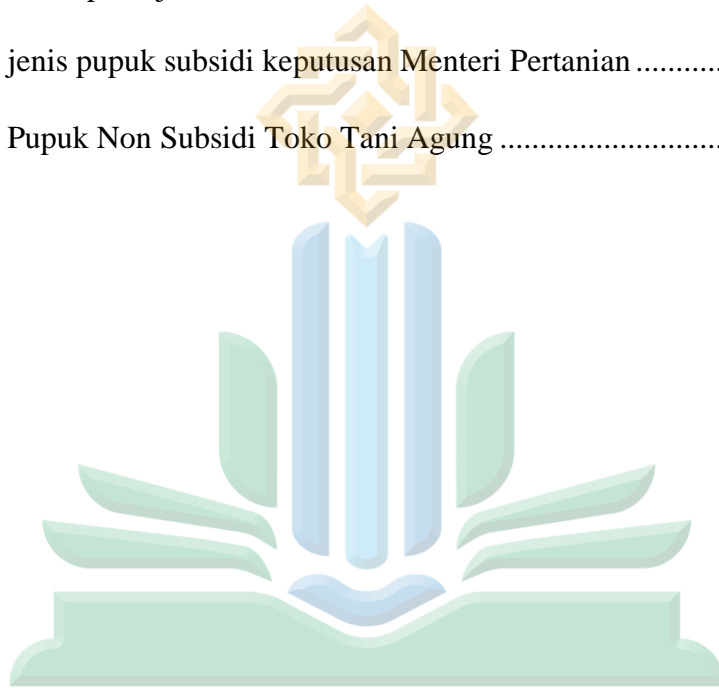 jenis pupuk subsidi keputusan Menteri Pertanian ...........
Pupuk Non Subsidi Toko Tani Agung ............................